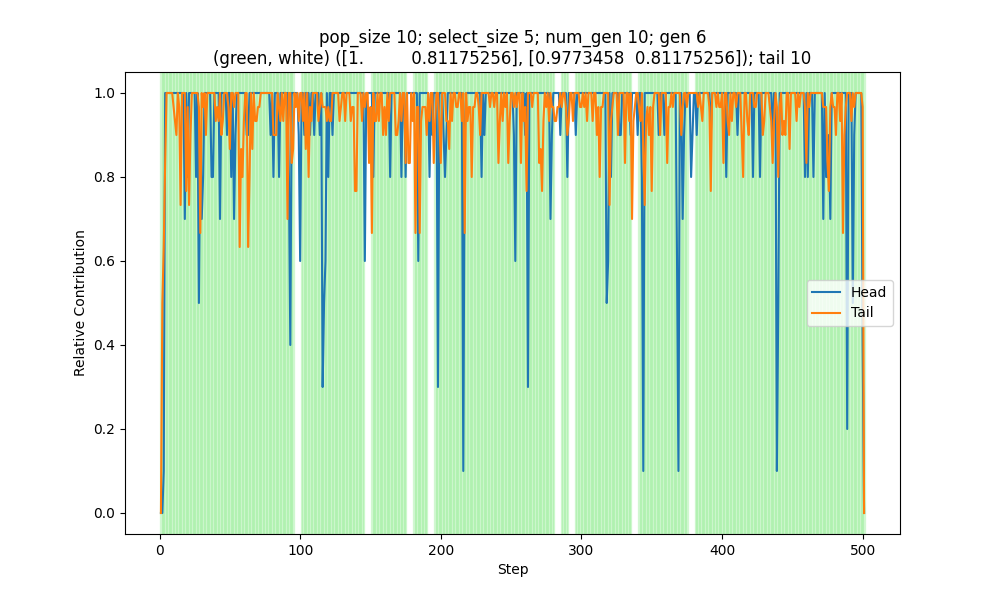 pop_size 10; select_size 5; num_gen 10; gen 6
(green, white) ([1.          0.81175256], [0.9773458  0.81175256]); tail 10
1.0
0.8
0.6
0.4
0.2
0.0
Relative Contribution
Head
Tail
0
100
200
300
400
500
Step